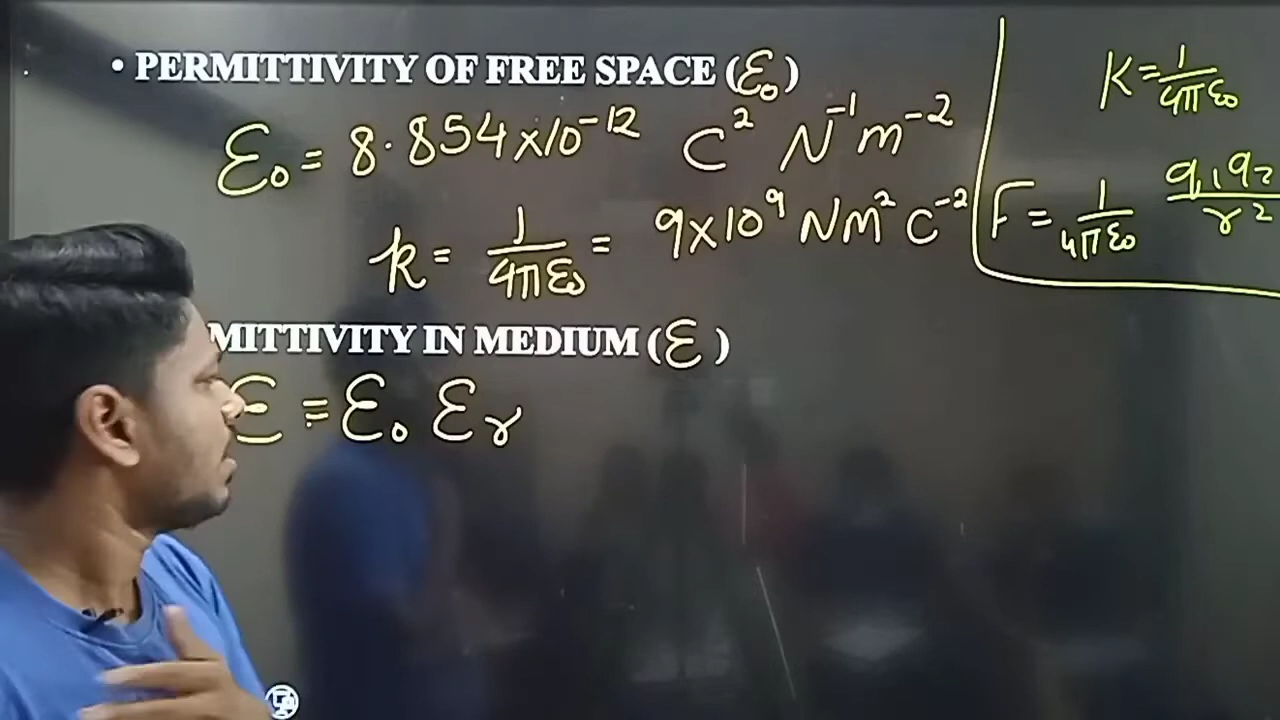 • PERMITTIVITY OF FREE SPACE (ε₀)
ε₀ = 8.854×10⁻¹² C² N⁻¹ m⁻²
k = 1/4πε₀ = 9×10⁹ Nm² C⁻²
K = 1/4πε₀
F = 1/4πε₀ q₁q₂/r²
MITTIVITY IN MEDIUM (ε)
ε = ε₀ εr